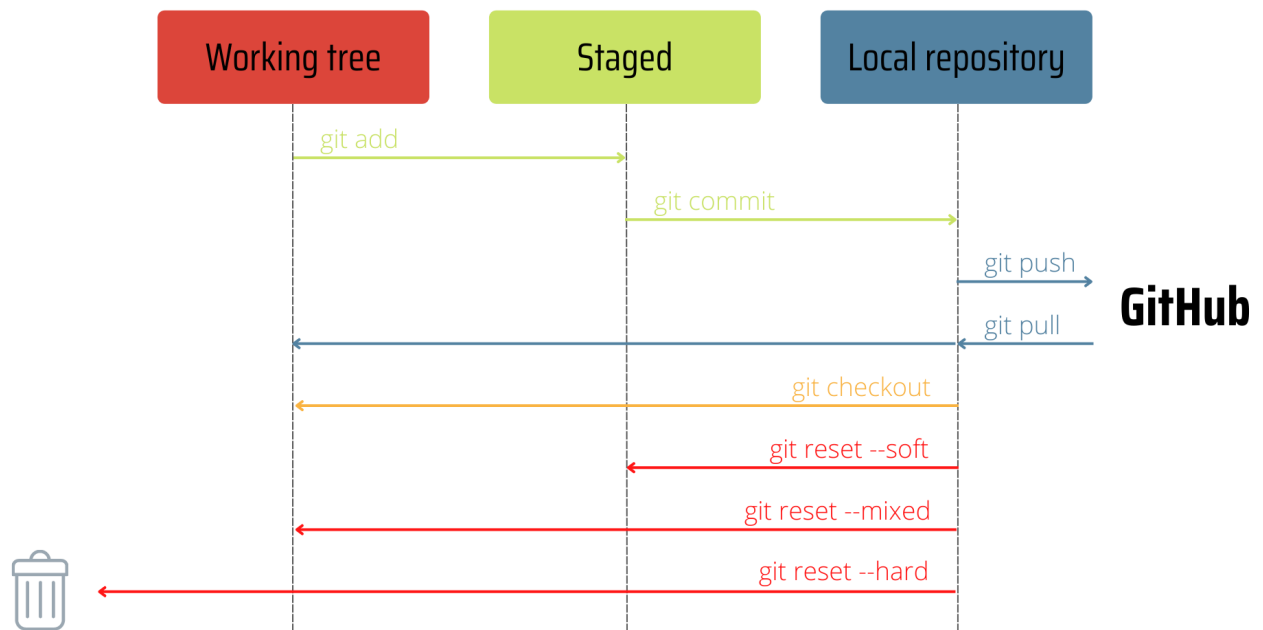 Working tree
Staged
Local repository
git add
git commit
git push
GitHub
git pull
git checkout
git reset --soft
git reset --mixed
git reset --hard